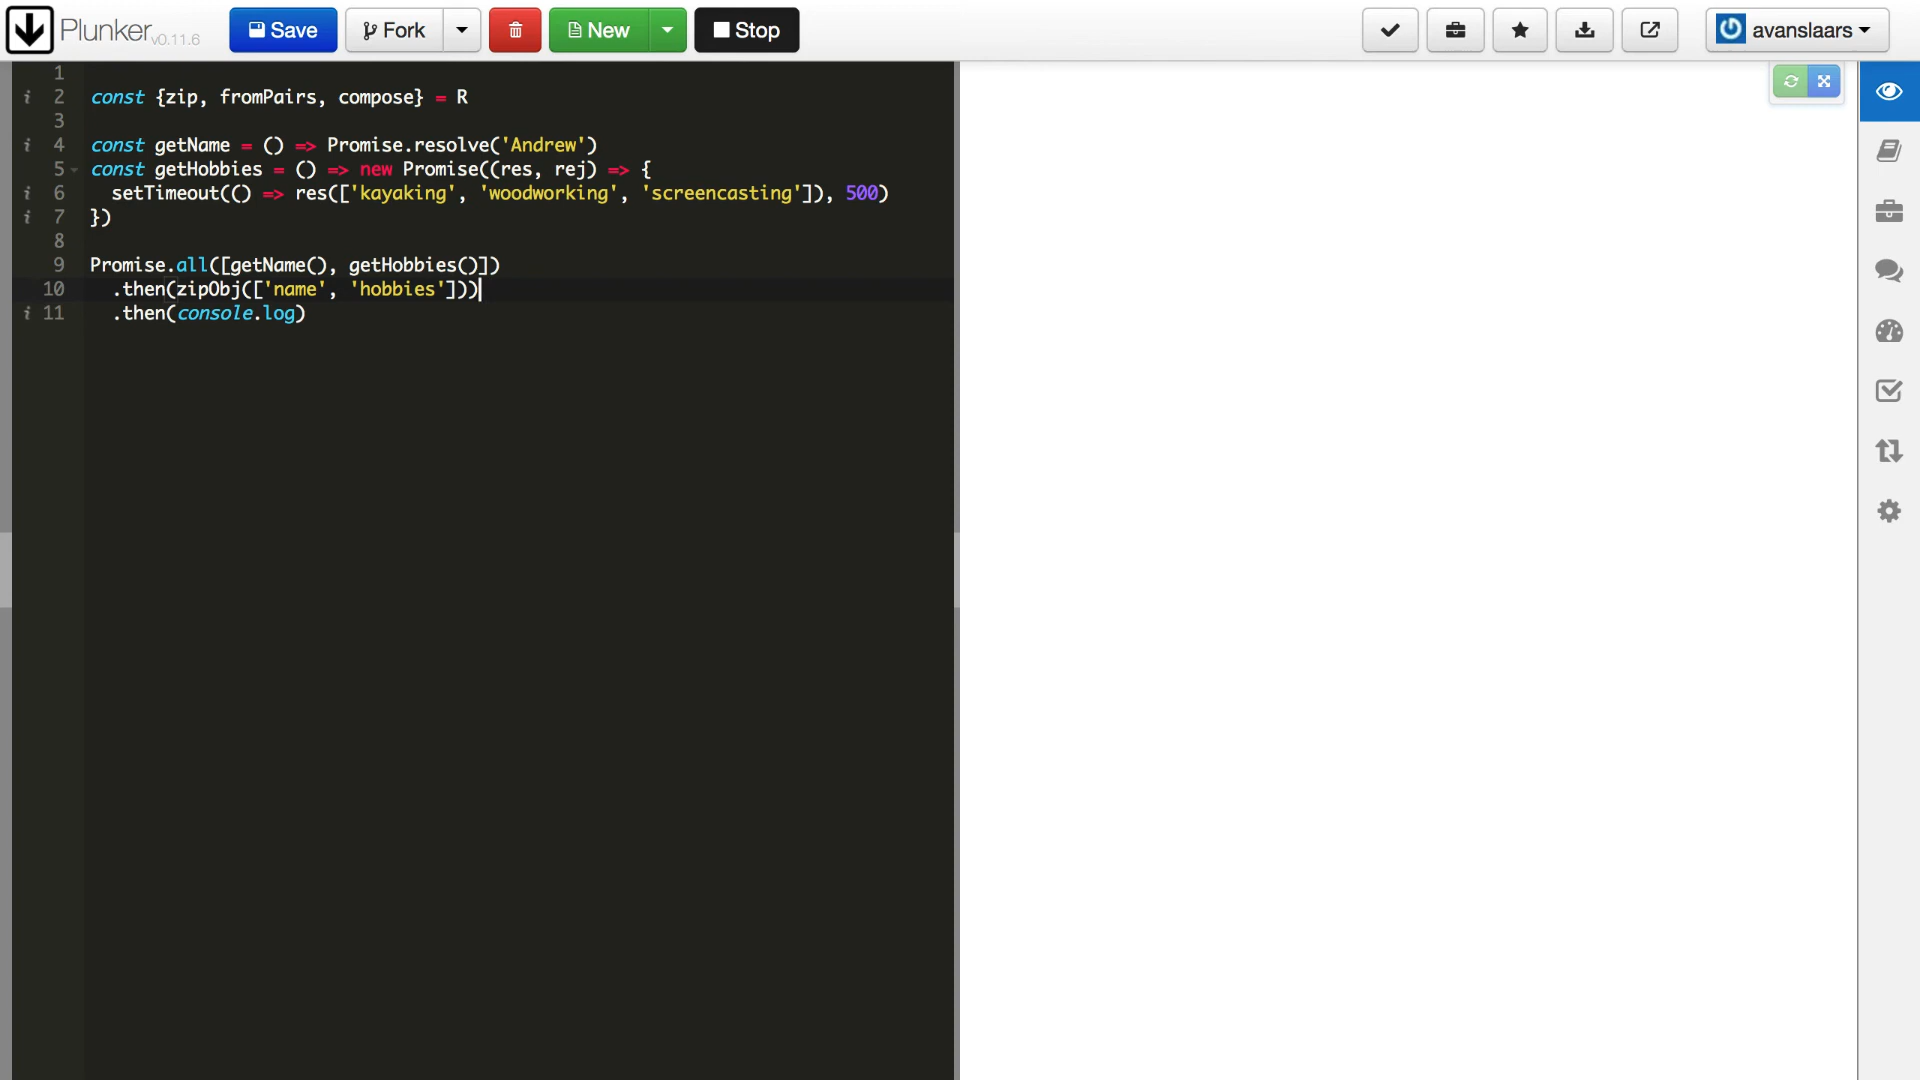 Plunker v0.11.6 Save Fork New Stop avanslaars
1
2 const {zip, fromPairs, compose} = R
3
4 const getName = () => Promise.resolve('Andrew')
5 const getHobbies = () => new Promise((res, rej) => {
6 setTimeout(() => res(['kayaking', 'woodworking', 'screencasting']), 500)
7 })
8
9 Promise.all([getName(), getHobbies()])
10 .then(zipObj(['name', 'hobbies']))
11 .then(console.log)